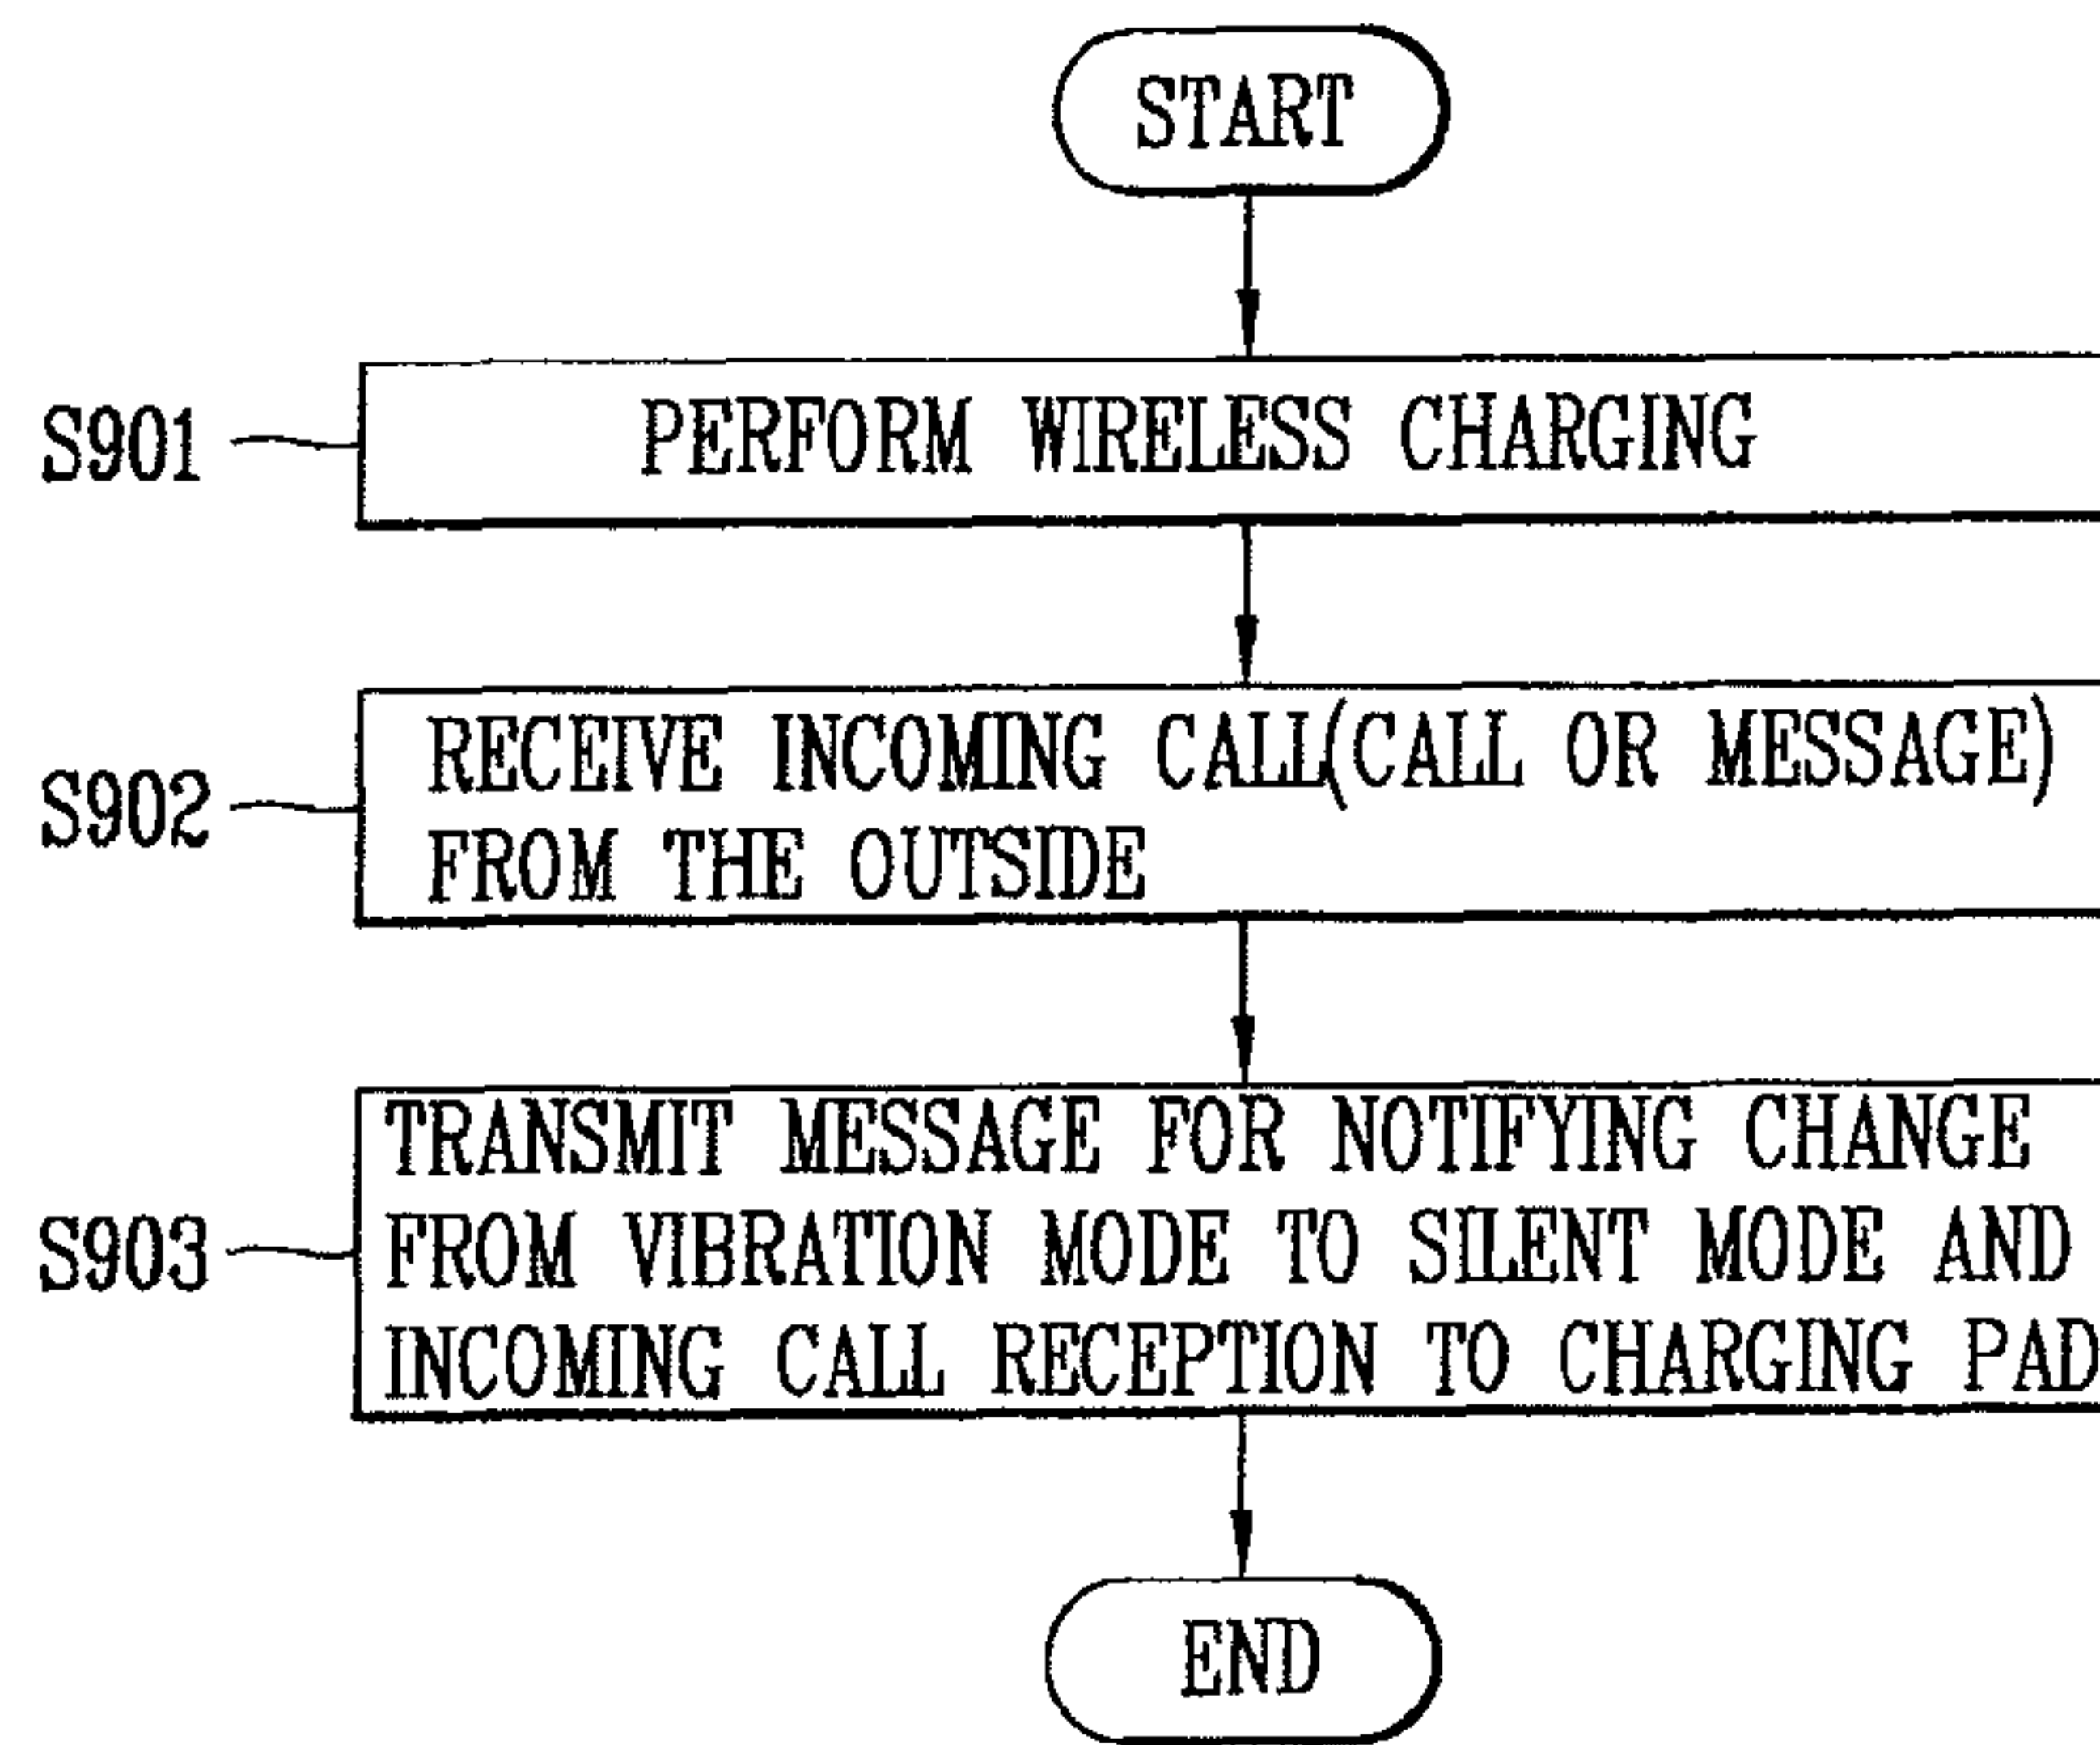 START
S901
PERFORM WIRELESS CHARGING
S902
RECEIVE INCOMING CALL(CALL OR MESSAGE)
FROM THE OUTSIDE
S903
TRANSMIT MESSAGE FOR NOTIFYING CHANGE
FROM VIBRATION MODE TO SILENT MODE AND
INCOMING CALL RECEPTION TO CHARGING PAD
END